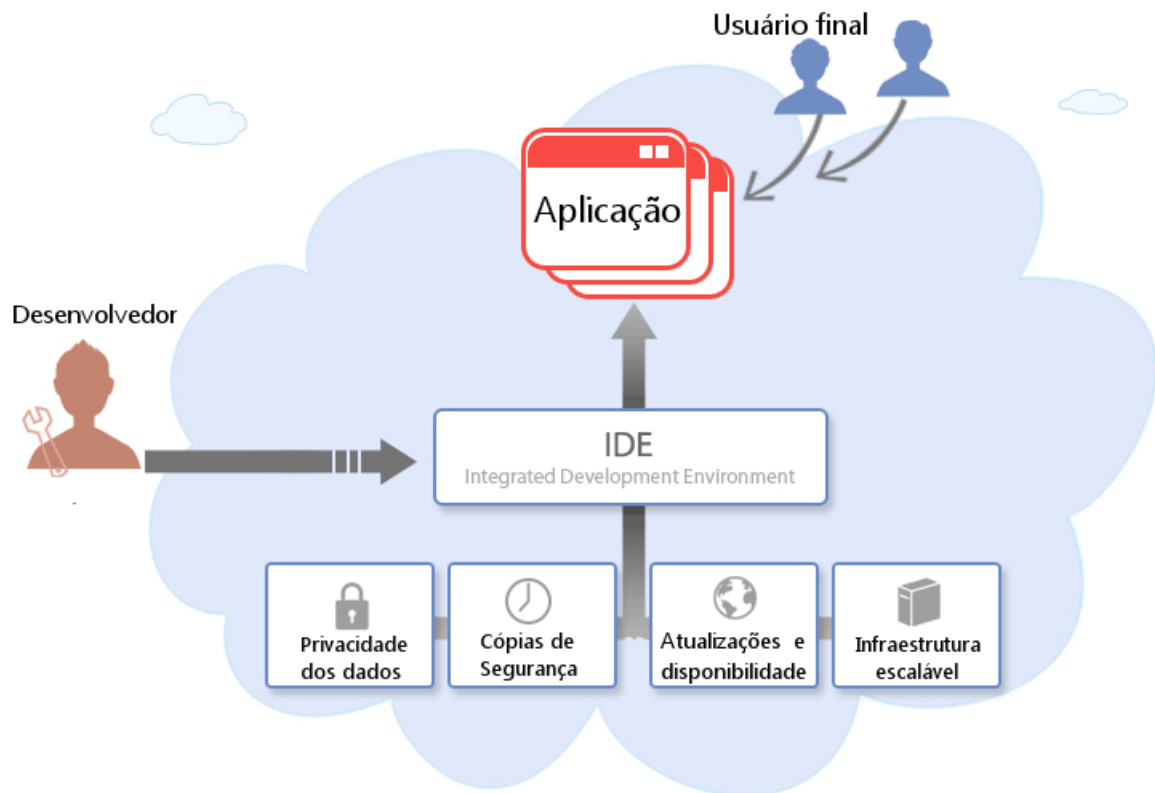 Usuário final
Aplicação
Desenvolvedor
IDE
Integrated Development Environment
Privacidade
dos dados
Cópias de
Segurança
Atualizações e
disponibilidade
Infraestrutura
escalável